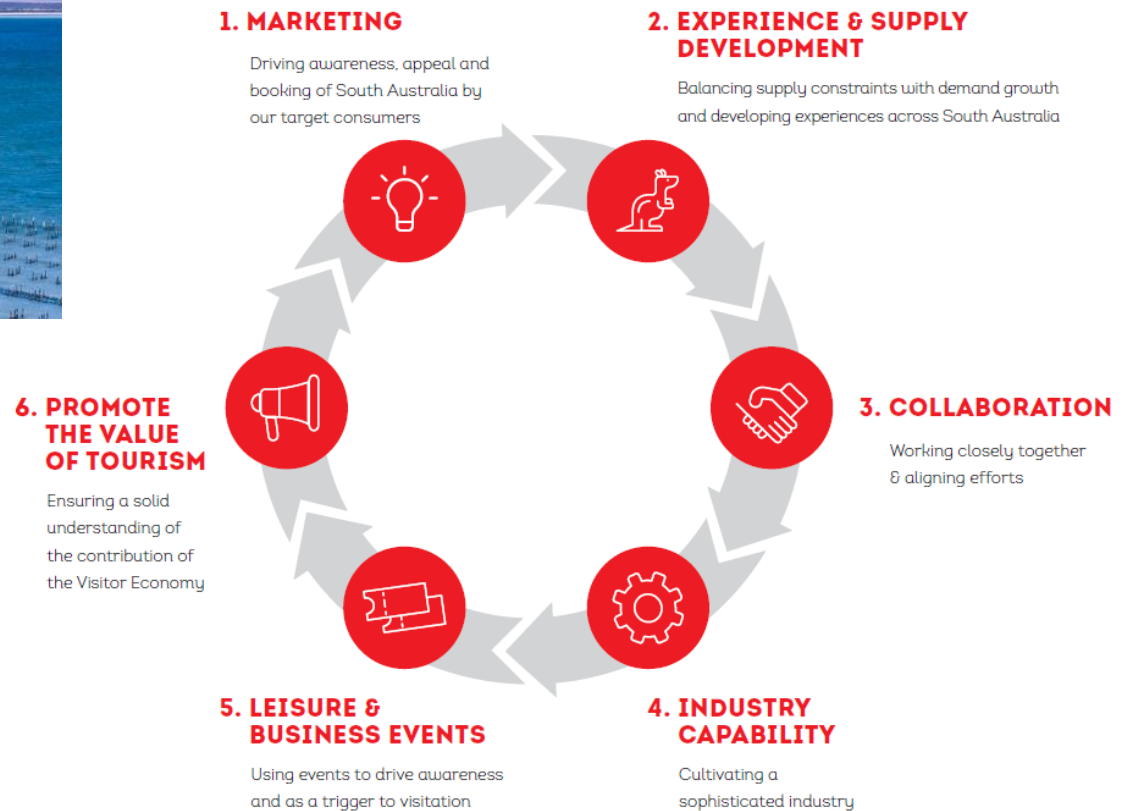 1. MARKETING
Driving awareness, appeal and
booking of South Australia by
our target consumers
2. EXPERIENCE & SUPPLY
DEVELOPMENT
Balancing supply constraints with demand growth
and developing experiences across South Australia
3. COLLABORATION
Working closely together
& aligning efforts
4. INDUSTRY
CAPABILITY
Cultivating a
sophisticated industry
5. LEISURE &
BUSINESS EVENTS
Using events to drive awareness
and as a trigger to visitation
6. PROMOTE
THE VALUE
OF TOURISM
Ensuring a solid
understanding of
the contribution of
the Visitor Economy